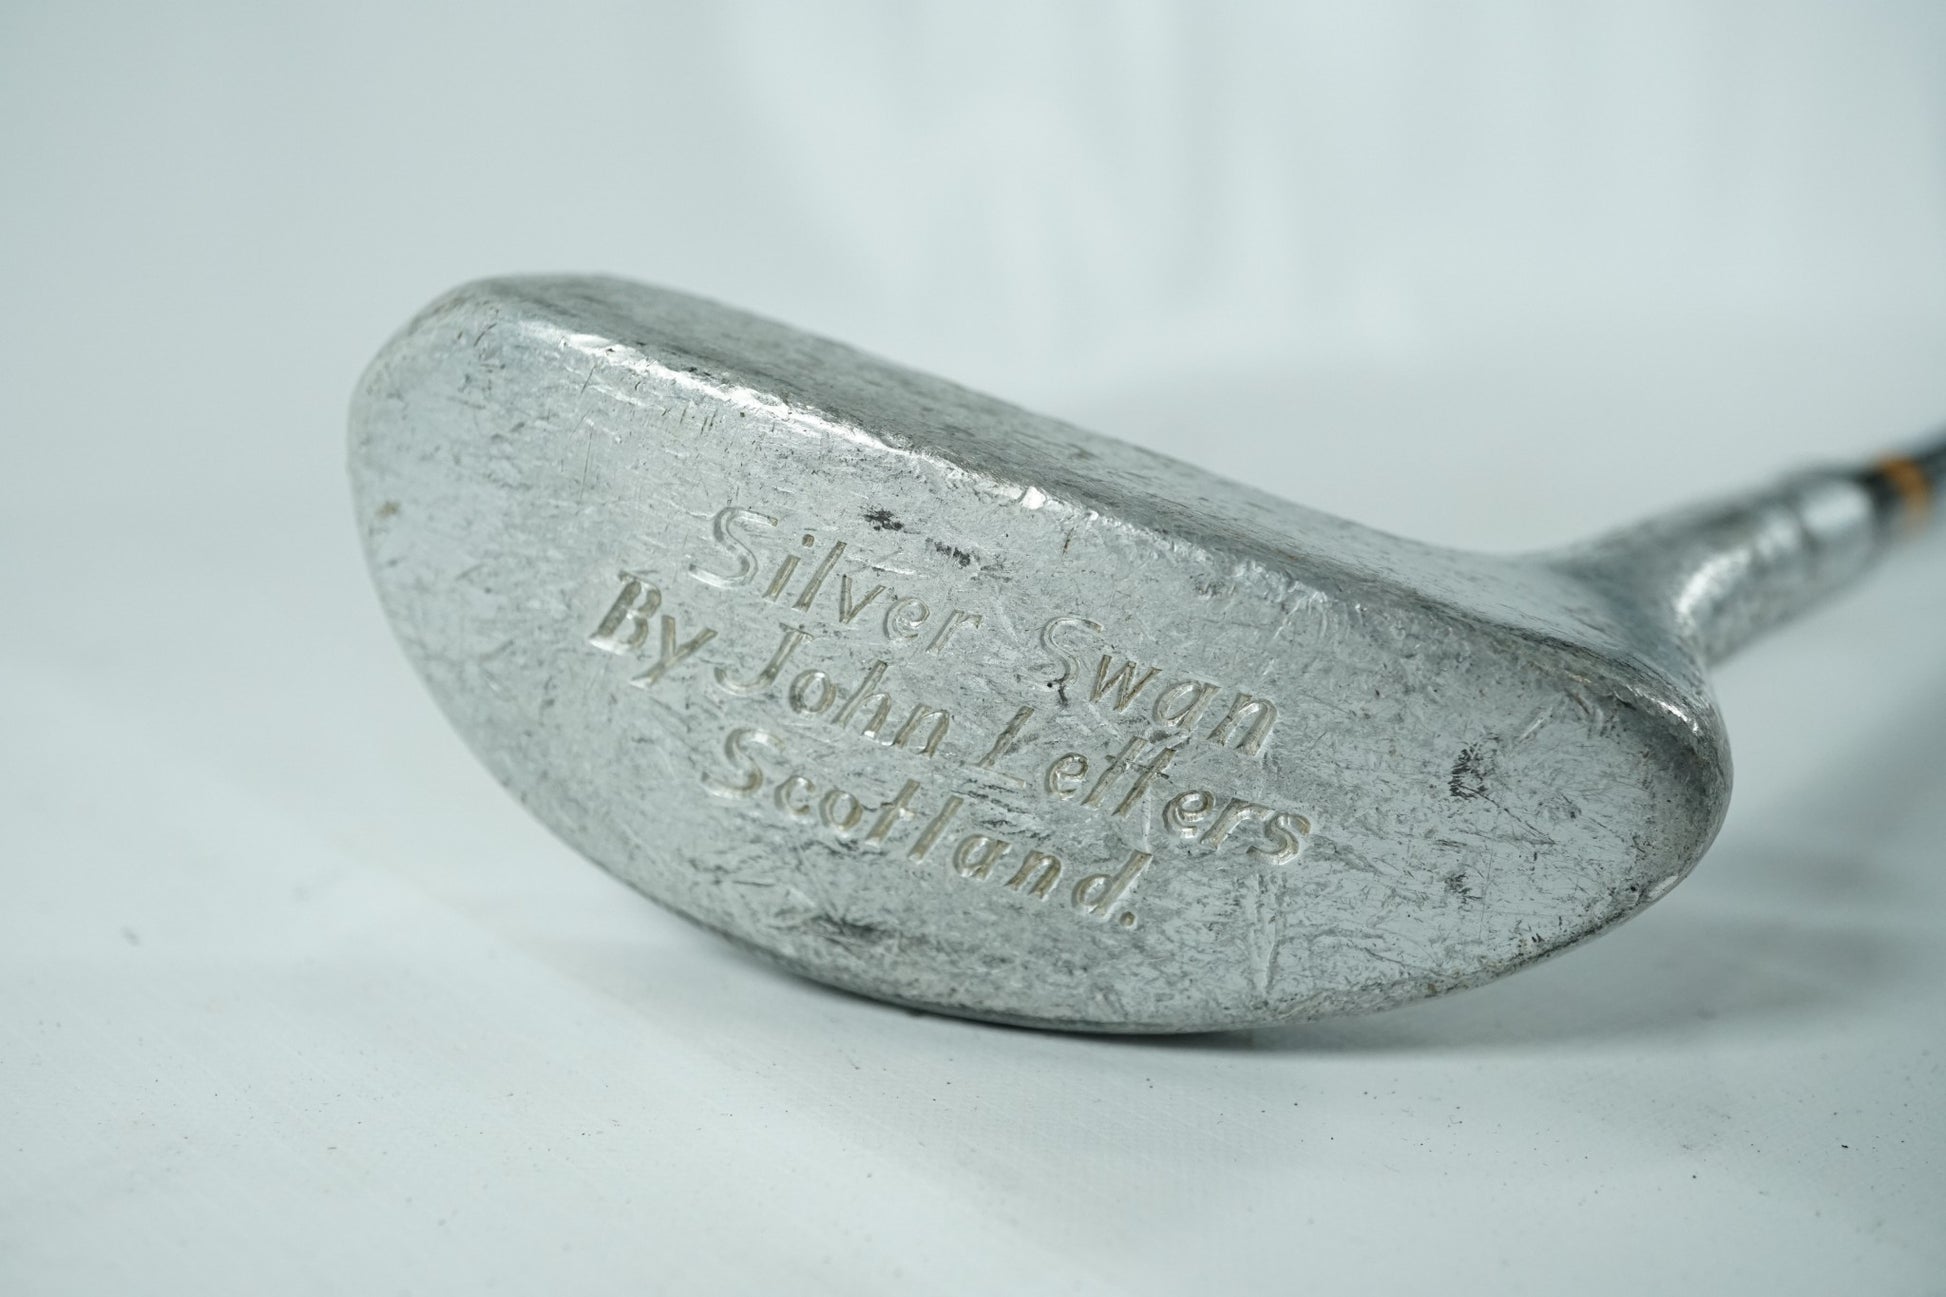 Silver Swan
By John Letters
Scotland.